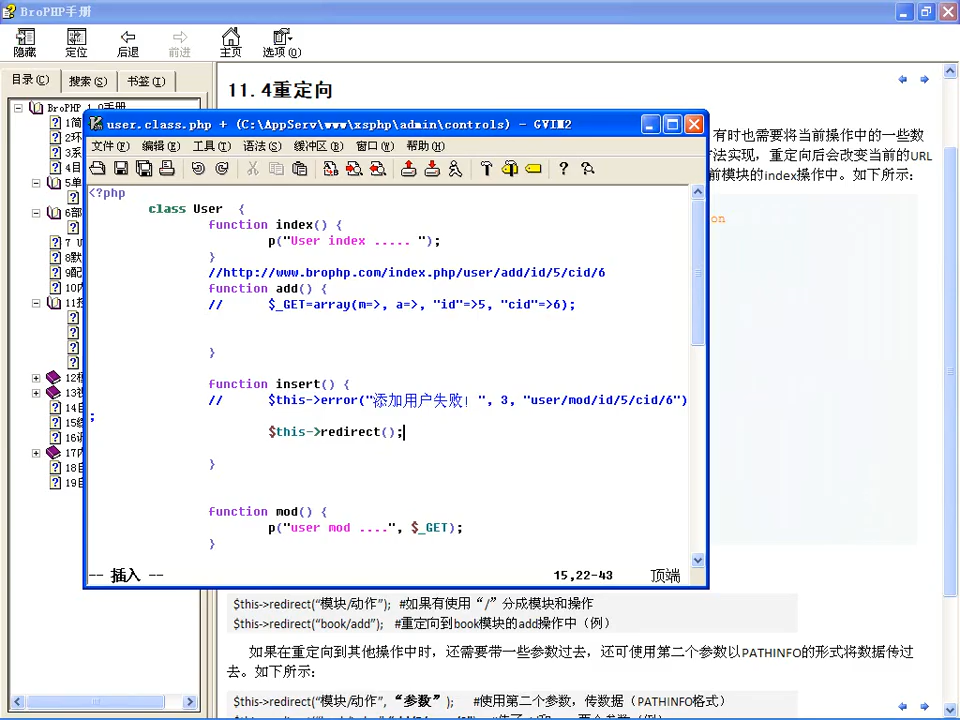 BroPHP手册
隐藏 定位 后退 前进 主页 选项(O)
目录(C) 搜索(S) 书签(I)
BroPHP 1.0手册
11.4重定向
有时也需要将当前操作中的一些数
法实现，重定向后会改变当前的URL
前模块的index操作中。如下所示：
on
user.class.php + (C:\AppServ\www\xsphp\admin\controls) - GVIM2
文件(F) 编辑(E) 工具(T) 语法(S) 缓冲区(B) 窗口(W) 帮助(H)
<?php
class User {
function index() {
p("User index ..... ");
}
//http://www.brophp.com/index.php/user/add/id/5/cid/6
function add() {
// $_GET=array(m=>, a=>, "id"=>5, "cid"=>6);
}
function insert() {
// $this->error("添加用户失败! ", 3, "user/mod/id/5/cid/6")
;
$this->redirect();
}
function mod() {
p("user mod ....", $_GET);
}
-- 插入 --
15,22-43
顶端
$this->redirect(“模块/动作”); #如果有使用“/”分成模块和操作
$this->redirect(“book/add”); #重定向到book模块的add操作中（例）
如果在重定向到其他操作中时，还需要带一些参数过去，还可使用第二个参数以PATHINFO的形式将数据传过
去。如下所示：
$this->redirect(“模块/动作”, “参数”); #使用第二个参数，传数据（PATHINFO格式）